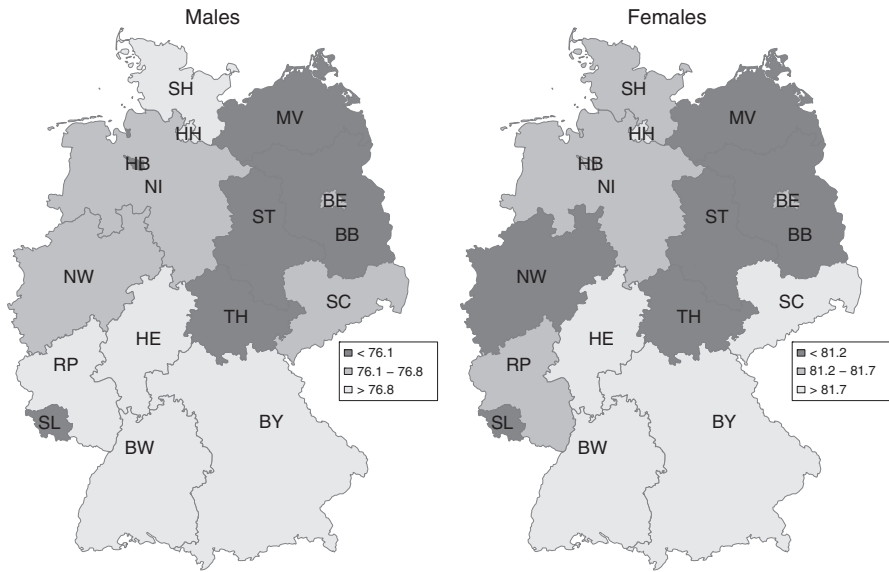 Males
SH
MV
HH
HB
NI
BE
ST
BB
NW
SC
TH
HE
RP
< 76.1
76.1 – 76.8
> 76.8
SL
BY
BW
Females
SH
MV
HH
HB
NI
BE
ST
BB
NW
SC
TH
HE
RP
< 81.2
81.2 – 81.7
> 81.7
SL
BY
BW